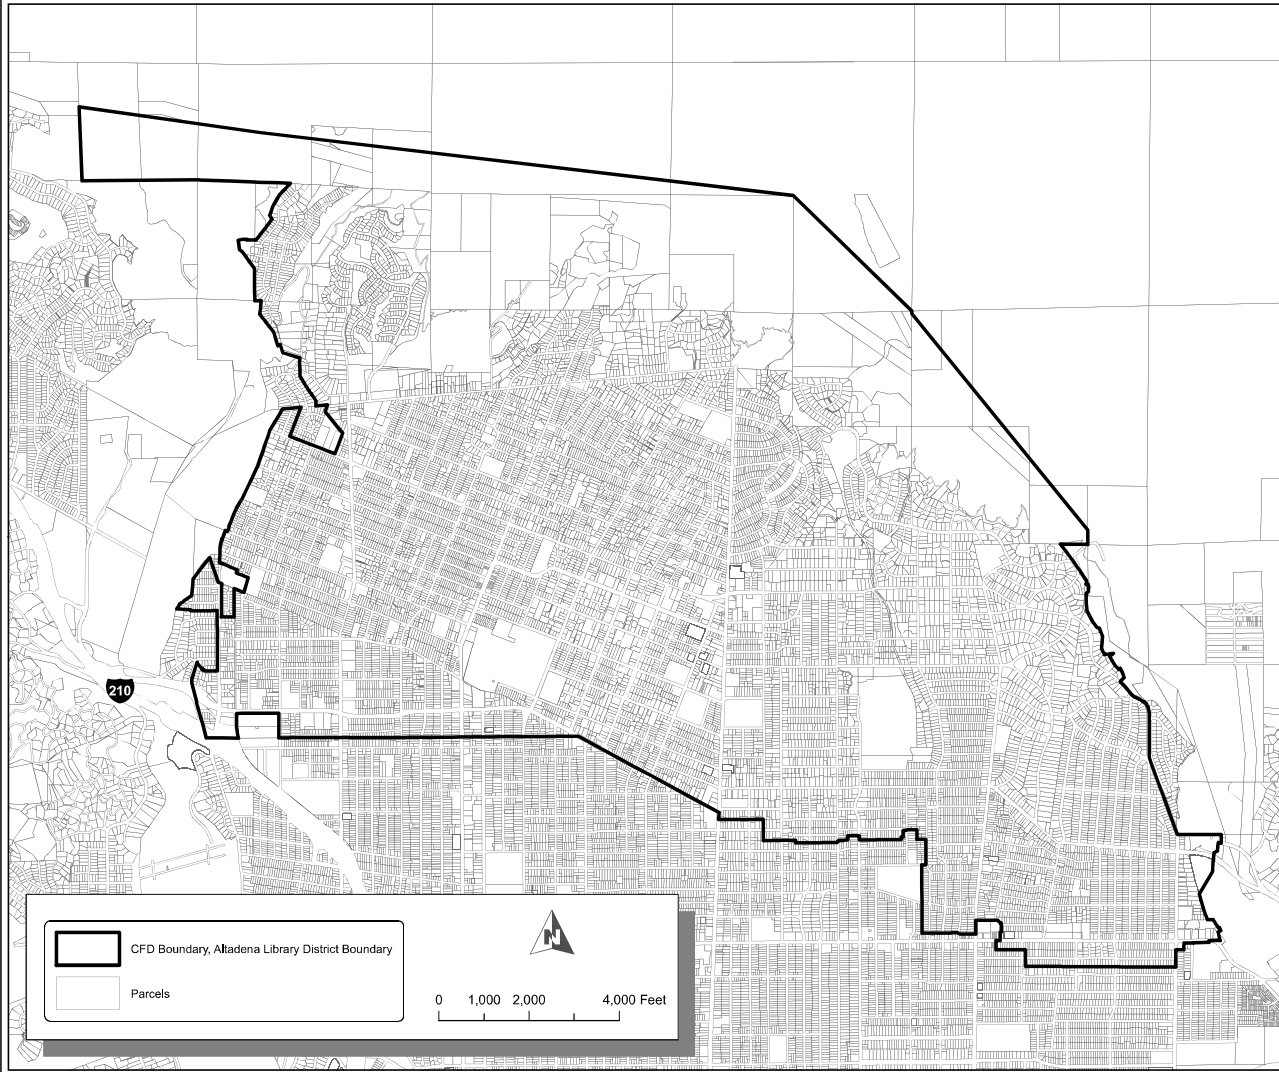 210
CFD Boundary, Altadena Library District Boundary
N
Parcels
0 1,000 2,000 4,000 Feet